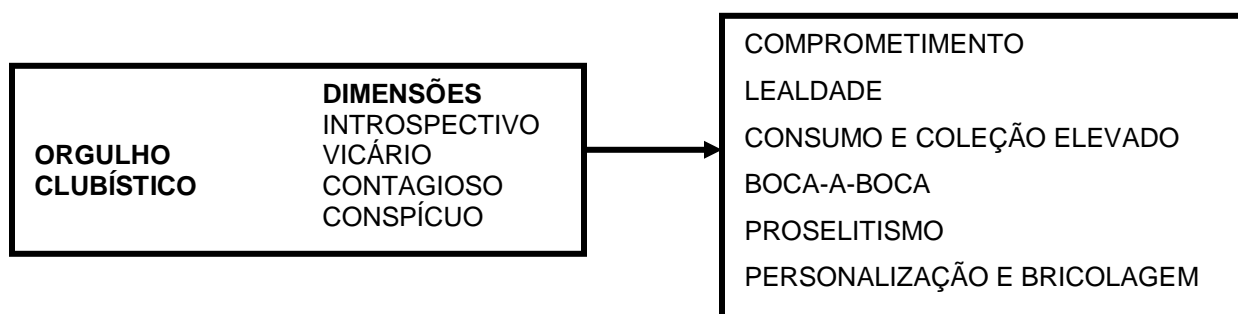 ORGULHO
CLUBÍSTICO
DIMENSÕES
INTROSPECTIVO
VICÁRIO
CONTAGIOSO
CONSPÍCUO
COMPROMETIMENTO
LEALDADE
CONSUMO E COLEÇÃO ELEVADO
BOCA-A-BOCA
PROSELITISMO
PERSONALIZAÇÃO E BRICOLAGEM